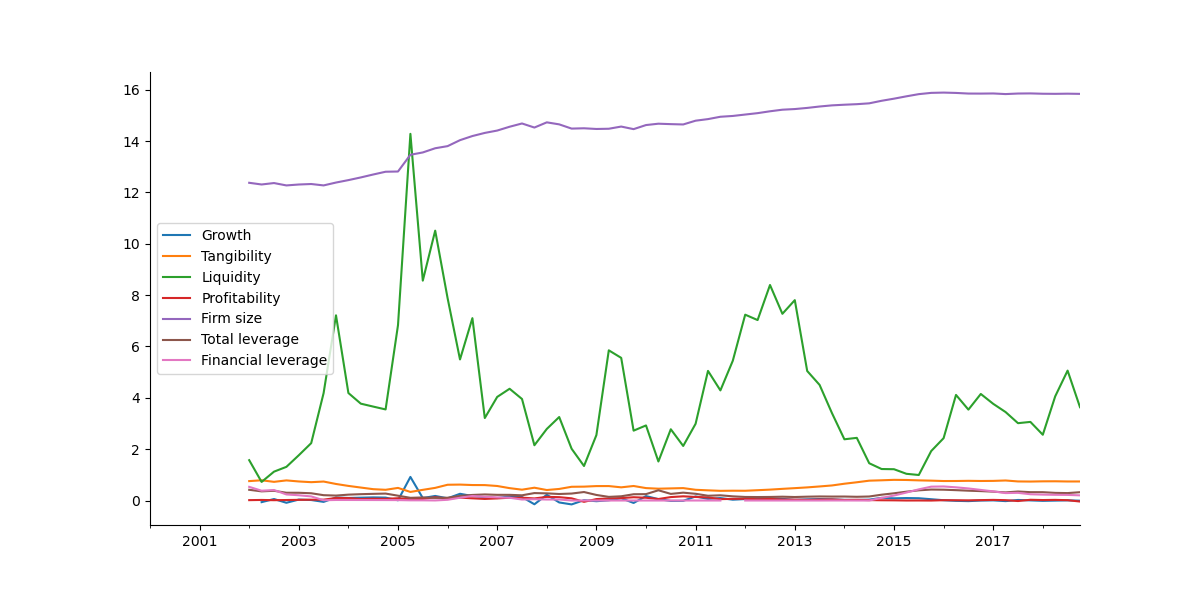 16
14
12
10
8
6
4
2
0
Growth
Tangibility
Liquidity
Profitability
Firm size
Total leverage
Financial leverage
2001 2003 2005 2007 2009 2011 2013 2015 2017